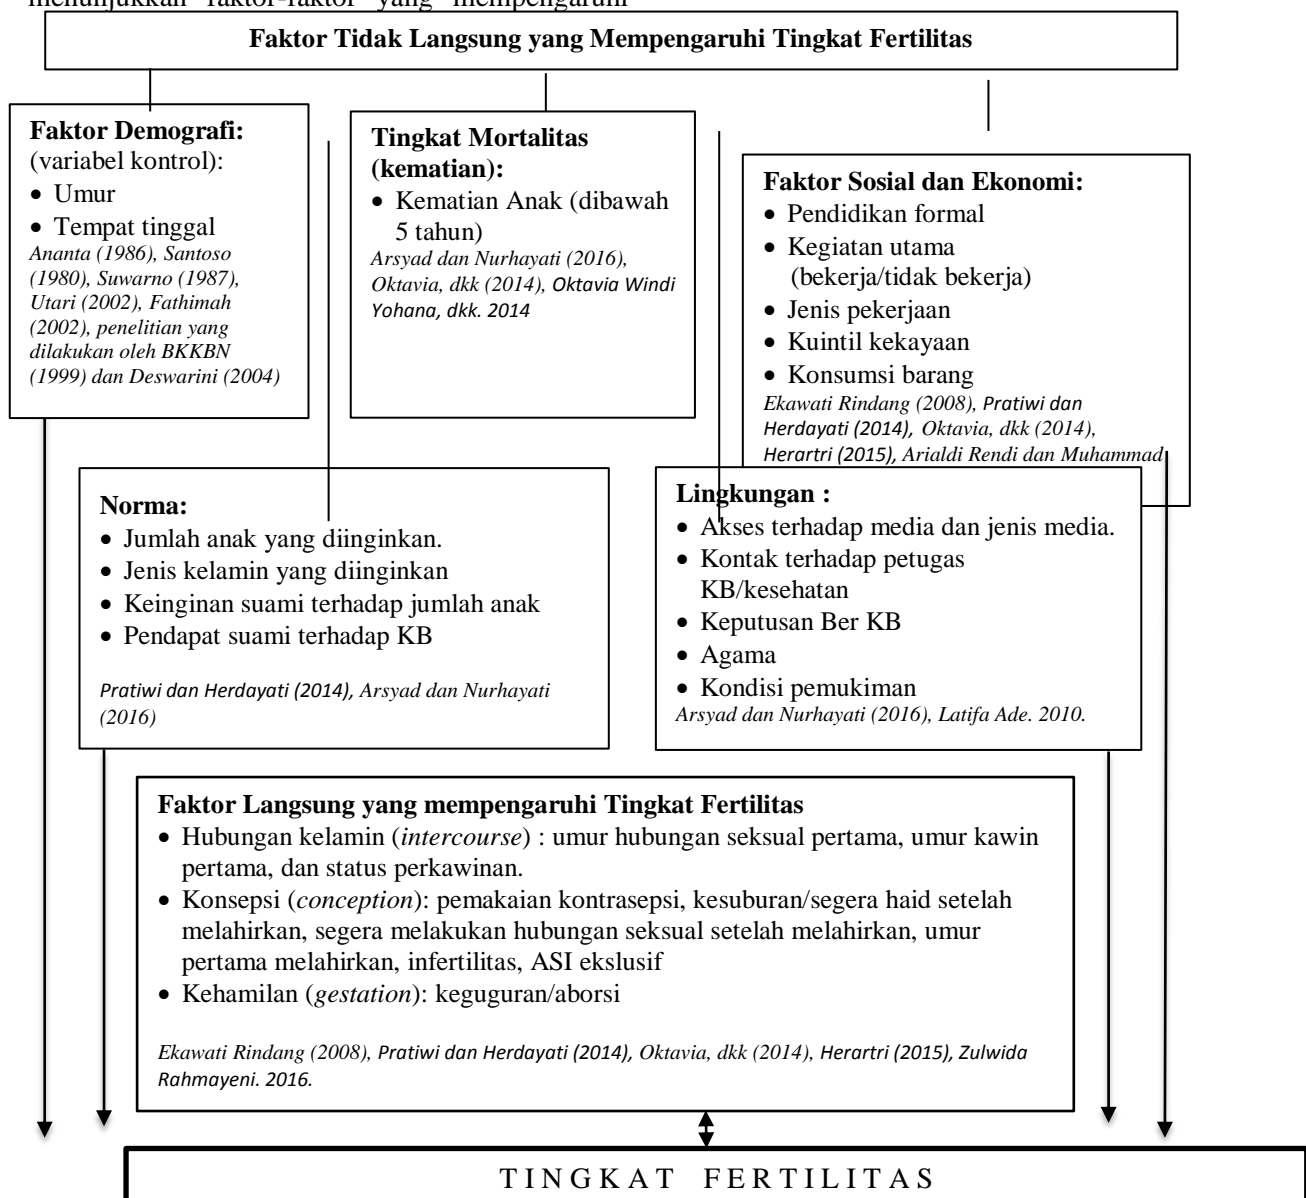 menunjukkan faktor-faktor yang mempengaruhi
Faktor Tidak Langsung yang Mempengaruhi Tingkat Fertilitas
Faktor Demografi:
(variabel kontrol):
• Umur
• Tempat tinggal
Ananta (1986), Santoso
(1980), Suwarno (1987),
Utari (2002), Fathimah
(2002), penelitian yang
dilakukan oleh BKKBN
(1999) dan Deswarini (2004)
Tingkat Mortalitas
(kematian):
• Kematian Anak (dibawah
5 tahun)
Arsyad dan Nurhayati (2016),
Oktavia, dkk (2014), Oktavia Windi
Yohana, dkk. 2014
Faktor Sosial dan Ekonomi:
• Pendidikan formal
• Kegiatan utama
(bekerja/tidak bekerja)
• Jenis pekerjaan
• Kuintil kekayaan
• Konsumsi barang
Ekawati Rindang (2008), Pratiwi dan
Herdayati (2014), Oktavia, dkk (2014),
Herartri (2015), Arialdi Rendi dan Muhammad
Norma:
• Jumlah anak yang diinginkan.
• Jenis kelamin yang diinginkan
• Keinginan suami terhadap jumlah anak
• Pendapat suami terhadap KB
Pratiwi dan Herdayati (2014), Arsyad dan Nurhayati
(2016)
Lingkungan :
• Akses terhadap media dan jenis media.
• Kontak terhadap petugas
KB/kesehatan
• Keputusan Ber KB
• Agama
• Kondisi pemukiman
Arsyad dan Nurhayati (2016), Latifa Ade. 2010.
Faktor Langsung yang mempengaruhi Tingkat Fertilitas
• Hubungan kelamin (intercourse) : umur hubungan seksual pertama, umur kawin
pertama, dan status perkawinan.
• Konsepsi (conception): pemakaian kontrasepsi, kesuburan/segera haid setelah
melahirkan, segera melakukan hubungan seksual setelah melahirkan, umur
pertama melahirkan, infertilitas, ASI ekslusif
• Kehamilan (gestation): keguguran/aborsi
Ekawati Rindang (2008), Pratiwi dan Herdayati (2014), Oktavia, dkk (2014), Herartri (2015), Zulwida
Rahmayeni. 2016.
TINGKAT FERTILITAS